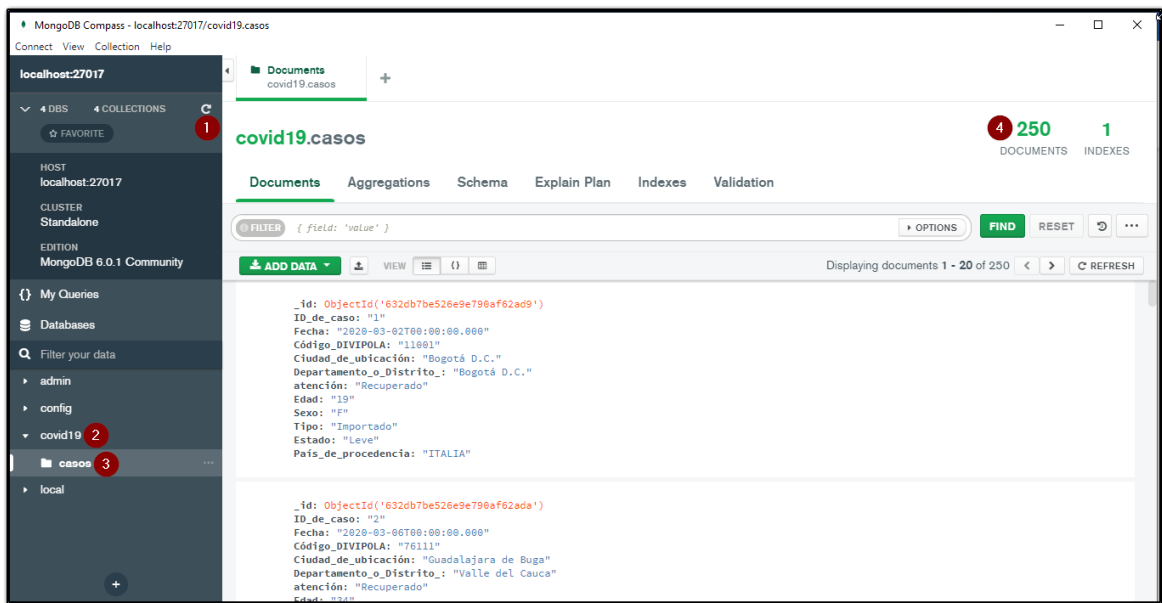 MongoDB Compass - localhost:27017/covid19.casos
Connect View Collection Help
localhost:27017
4 DBS 4 COLLECTIONS
1
FAVORITE
HOST
localhost:27017
CLUSTER
Standalone
EDITION
MongoDB 6.0.1 Community
{} My Queries
Databases
Filter your data
admin
config
covid19 2
casos 3 ...
local
+
Documents
covid19.casos
+
covid19.casos
4 250
DOCUMENTS
1
INDEXES
Documents Aggregations Schema Explain Plan Indexes Validation
FILTER { field: 'value' } OPTIONS FIND RESET ...
ADD DATA VIEW {} Displaying documents 1 - 20 of 250 < > REFRESH
_id: ObjectId('632db7be526e9e790af62ad9')
ID_de_caso: "1"
Fecha: "2020-03-02T00:00:00.000"
Código_DIVIPOLA: "11001"
Ciudad_de_ubicación: "Bogotá D.C."
Departamento_o_Distrito_: "Bogotá D.C."
atención: "Recuperado"
Edad: "19"
Sexo: "F"
Tipo: "Importado"
Estado: "Leve"
País_de_procedencia: "ITALIA"
_id: ObjectId('632db7be526e9e790af62ada')
ID_de_caso: "2"
Fecha: "2020-03-06T00:00:00.000"
Código_DIVIPOLA: "76111"
Ciudad_de_ubicación: "Guadalajara de Buga"
Departamento_o_Distrito_: "Valle del Cauca"
atención: "Recuperado"
Edad: "34"